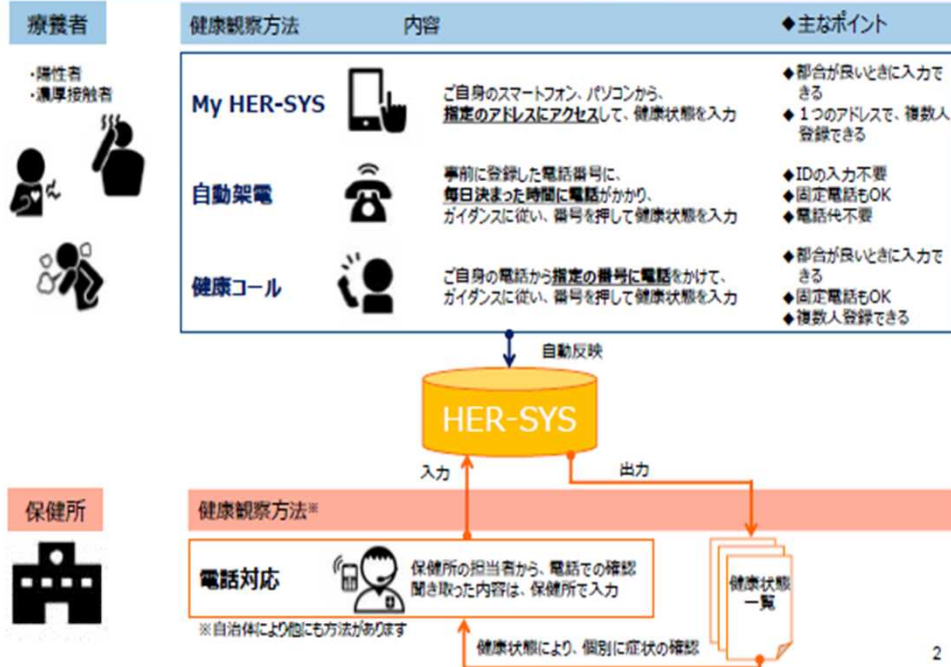 療養者
健康観察方法
内容
◆主なポイント
・陽性者
・濃厚接触者
My HER-SYS
ご自身のスマートフォン、パソコンから、
指定のアドレスにアクセスして、健康状態を入力
◆都合が良いときに入力で
きる
◆１つのアドレスで、複数人
登録できる
自動架電
事前に登録した電話番号に、
毎日決まった時間に電話がかかり、
ガイダンスに従い、番号を押して健康状態を入力
◆IDの入力不要
◆固定電話もOK
◆電話代不要
健康コール
ご自身の電話から指定の番号に電話をかけて、
ガイダンスに従い、番号を押して健康状態を入力
◆都合が良いときに入力で
きる
◆固定電話もOK
◆複数人登録できる
自動反映
HER-SYS
入力
出力
保健所
健康観察方法※
電話対応
保健所の担当者から、電話での確認
聞き取った内容は、保健所で入力
健康状態
一覧
※自治体により他にも方法があります
健康状態により、個別に症状の確認
2